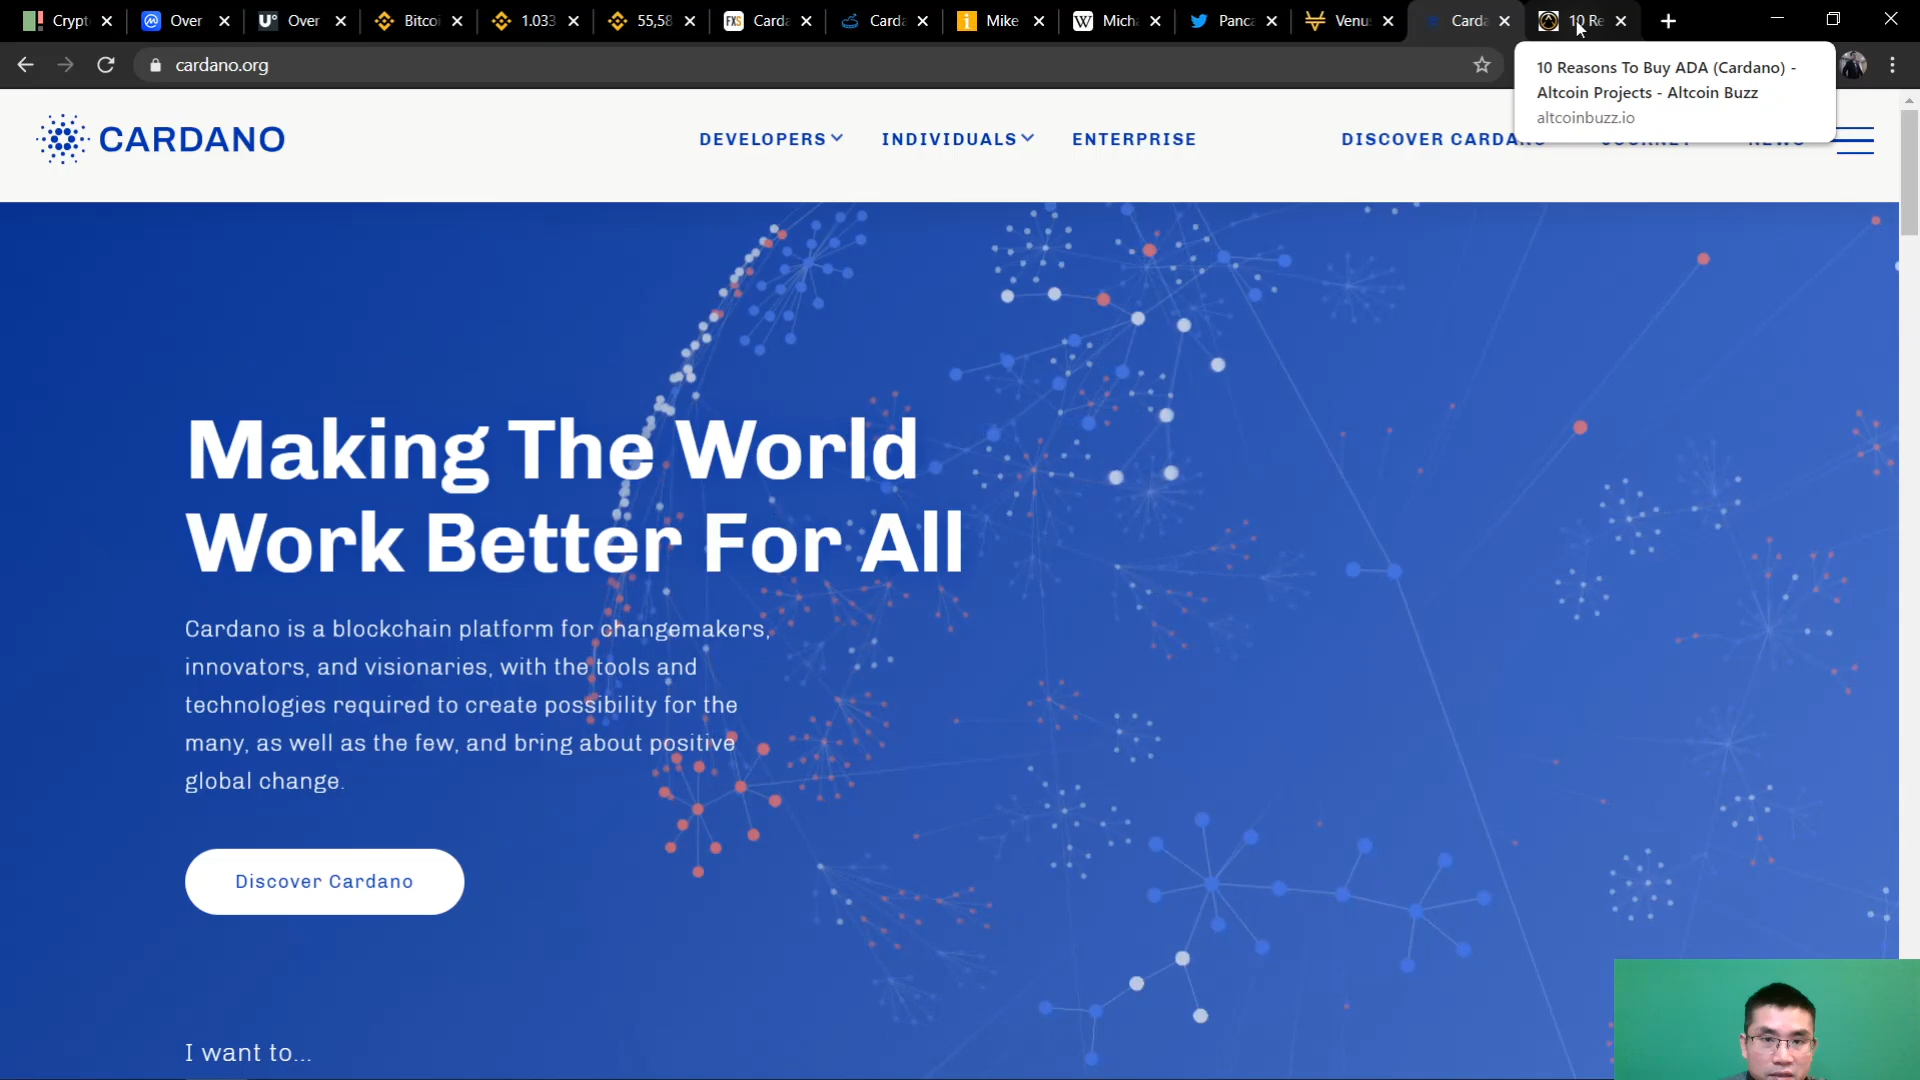 Crypt
Over
Over
Bitcoi
1.033
55,58
Carda
Carda
Mike
Mich
Panca
Venu
Carda
10 Re
cardano.org
10 Reasons To Buy ADA (Cardano) -
Altcoin Projects - Altcoin Buzz
altcoinbuzz.io
CARDANO
DEVELOPERS
INDIVIDUALS
ENTERPRISE
DISCOVER CARDANO
JOURNEY
NEWS
Making The World
Work Better For All
Cardano is a blockchain platform for changemakers,
innovators, and visionaries, with the tools and
technologies required to create possibility for the
many, as well as the few, and bring about positive
global change.
Discover Cardano
I want to...